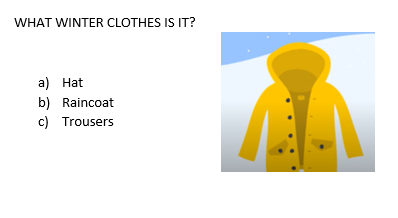 WHAT WINTER CLOTHES IS IT?
a) Hat
b) Raincoat
c) Trousers